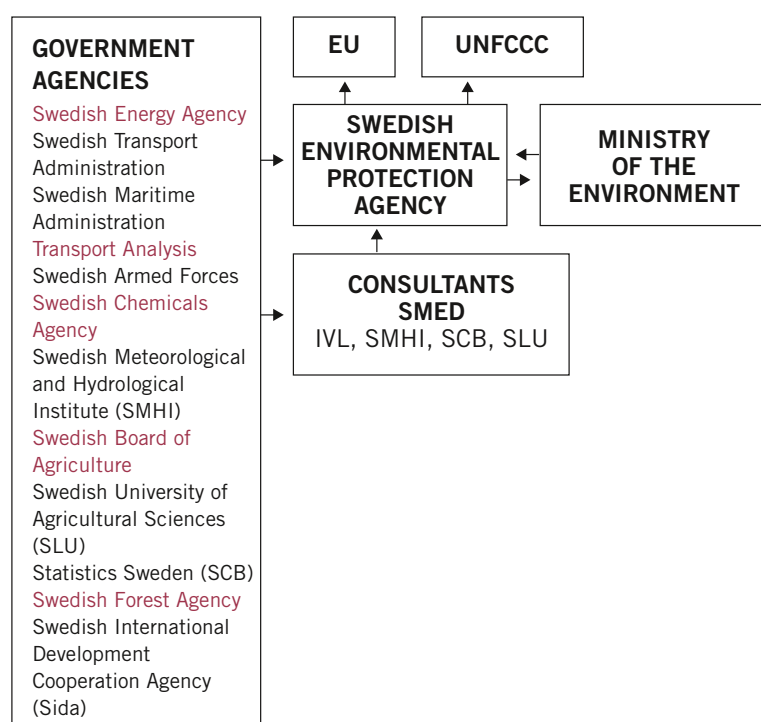 GOVERNMENT
AGENCIES
Swedish Energy Agency
Swedish Transport
Administration
Swedish Maritime
Administration
Transport Analysis
Swedish Armed Forces
Swedish Chemicals
Agency
Swedish Meteorological
and Hydrological
Institute (SMHI)
Swedish Board of
Agriculture
Swedish University of
Agricultural Sciences
(SLU)
Statistics Sweden (SCB)
Swedish Forest Agency
Swedish International
Development
Cooperation Agency
(Sida)
EU
UNFCCC
SWEDISH
ENVIRONMENTAL
PROTECTION
AGENCY
MINISTRY
OF THE
ENVIRONMENT
CONSULTANTS
SMED
IVL, SMHI, SCB, SLU